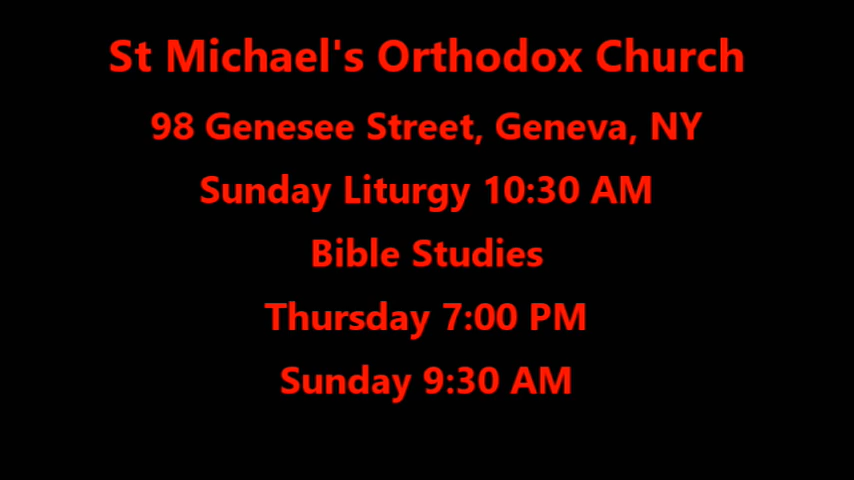 St Michael's Orthodox Church
98 Genesee Street, Geneva, NY
Sunday Liturgy 10:30 AM
Bible Studies
Thursday 7:00 PM
Sunday 9:30 AM